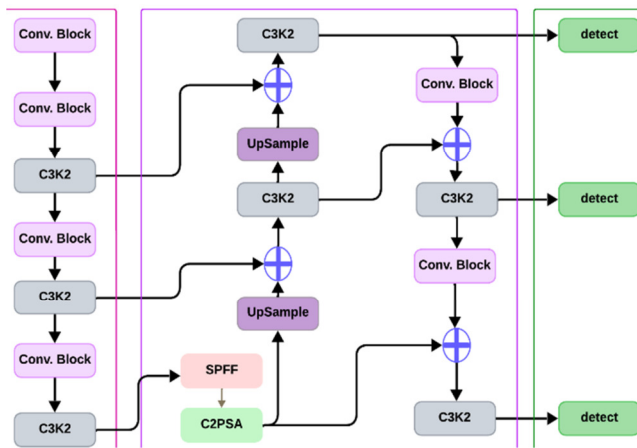 Conv. Block
Conv. Block
C3K2
Conv. Block
C3K2
Conv. Block
C3K2
SPFF
C2PSA
C3K2
UpSample
C3K2
UpSample
Conv. Block
C3K2
Conv. Block
C3K2
detect
detect
detect